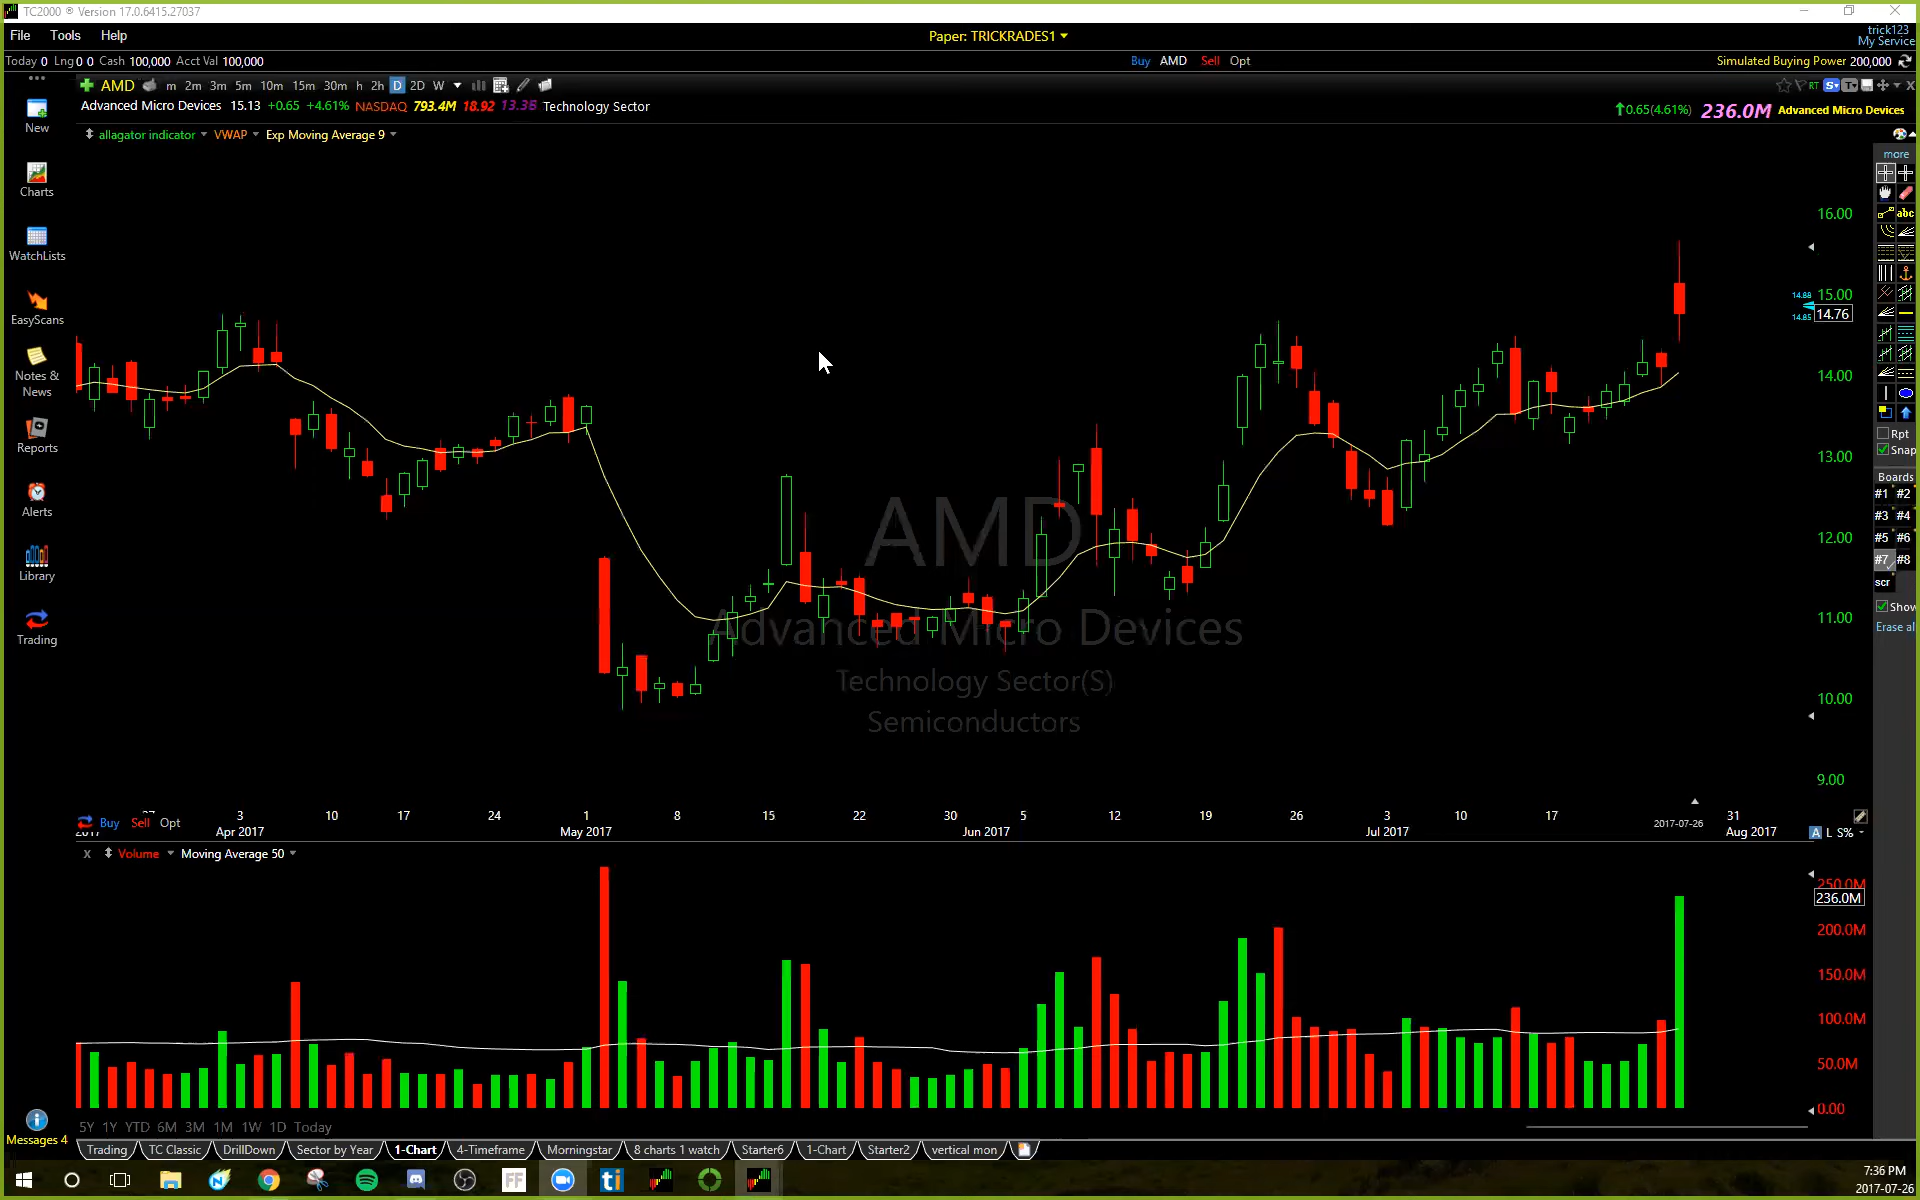 TC2000 ® Version 17.0.6415.27037
File Tools Help
Paper: TRICKRADES1
trick123
My Service
Today 0 Lng 0 0 Cash 100,000 Acct Val 100,000
Buy AMD Sell Opt
Simulated Buying Power 200,000
AMD m 2m 3m 5m 10m 15m 30m h 2h D 2D W
RT
Advanced Micro Devices 15.13 +0.65 +4.61% NASDAQ 793.4M 18.92 Technology Sector
0.65(4.61%) 236.0M Advanced Micro Devices
allagator indicator VWAP Exp Moving Average 9
New
Charts
WatchLists
EasyScans
Notes &
News
Reports
Alerts
Library
Trading
Messages 4
more
abc
Rpt
Snap
Boards
#1 #2
#3 #4
#5 #6
#7 #8
scr
Show
Erase al
16.00
15.00
14.88
14.85
14.76
14.00
13.00
12.00
11.00
10.00
9.00
AMD
Advanced Micro Devices
Technology Sector(S)
Semiconductors
27 3 10 17 24 1 8 15 22 30 5 12 19 26 3 10 17 31
2017 Apr 2017 May 2017 Jun 2017 Jul 2017 2017-07-26 Aug 2017
Buy Sell Opt
A L S%
X Volume Moving Average 50
250.0M
236.0M
200.0M
150.0M
100.0M
50.0M
0.00
5Y 1Y YTD 6M 3M 1M 1W 1D Today
Trading TC Classic DrillDown Sector by Year 1-Chart 4-Timeframe Morningstar 8 charts 1 watch Starter6 1-Chart Starter2 vertical mon
FF
ti
7:36 PM
2017-07-26